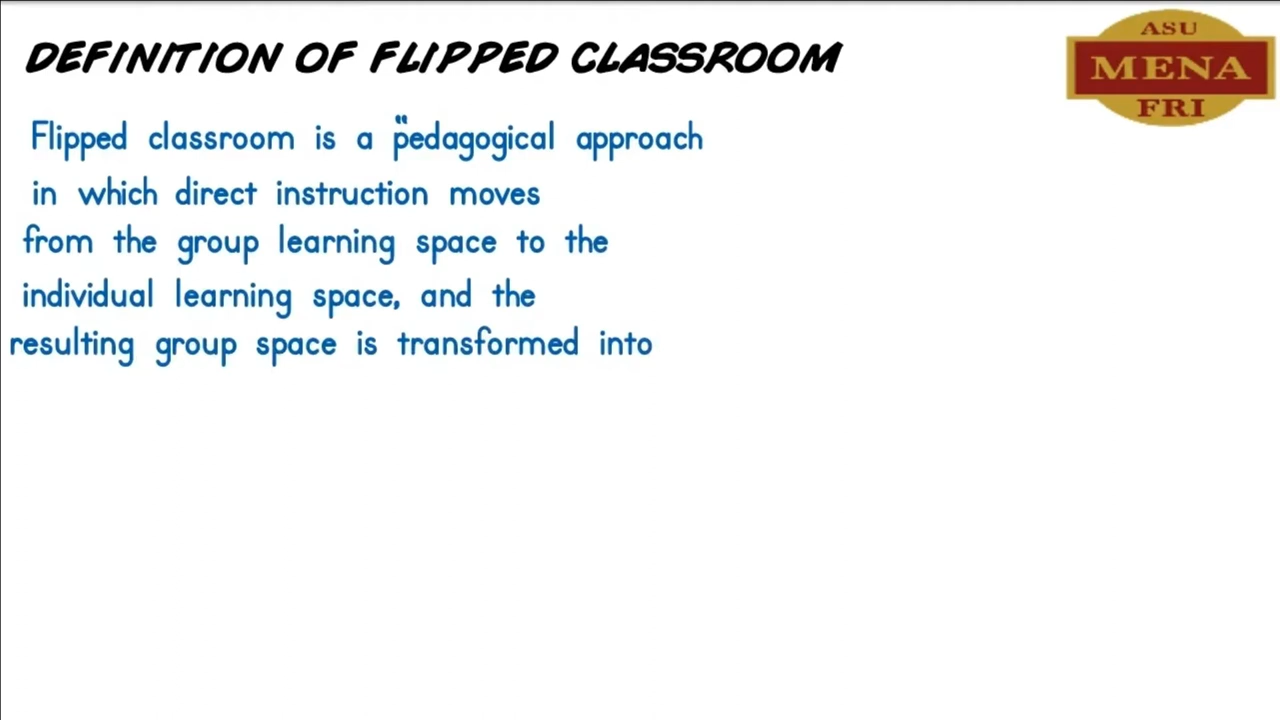 DEFINITION OF FLIPPED CLASSROOM
ASU
MENA
FRI
Flipped classroom is a "pedagogical approach
in which direct instruction moves
from the group learning space to the
individual learning space, and the
resulting group space is transformed into